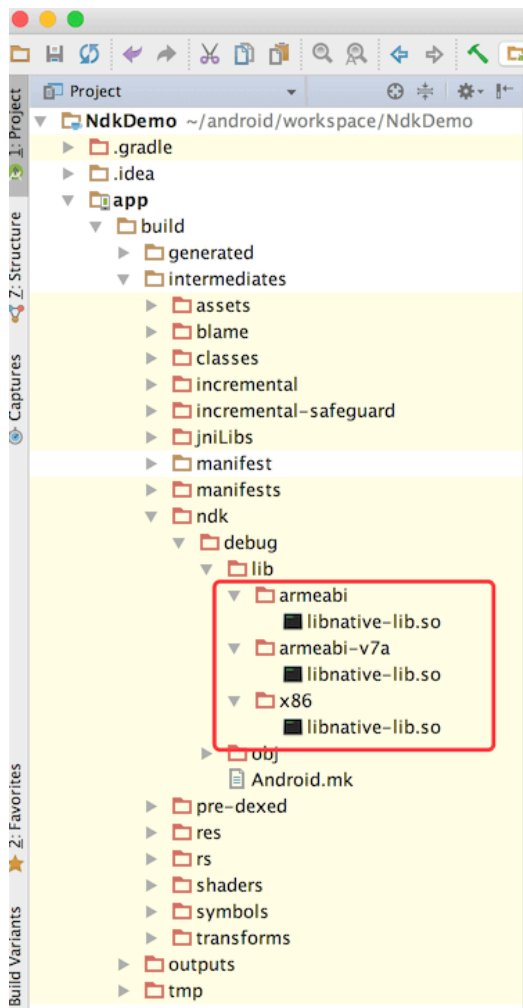 Project
NdkDemo ~/android/workspace/NdkDemo
.gradle
.idea
app
build
generated
intermediates
assets
blame
classes
incremental
incremental-safeguard
jniLibs
manifest
manifests
ndk
debug
lib
armeabi
libnative-lib.so
armeabi-v7a
libnative-lib.so
x86
libnative-lib.so
obj
Android.mk
pre-dexed
res
rs
shaders
symbols
transforms
outputs
tmp
1: Project
7: Structure
Captures
2: Favorites
Build Variants